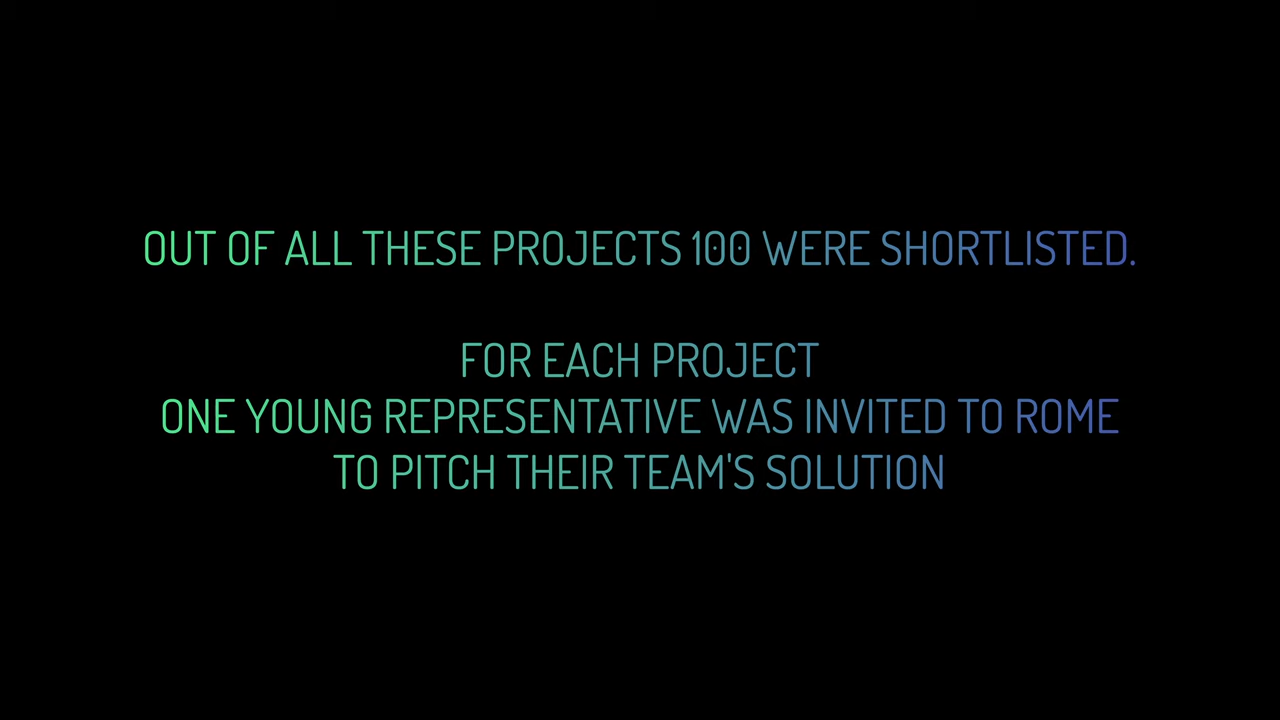 OUT OF ALL THESE PROJECTS 100 WERE SHORTLISTED.
FOR EACH PROJECT
ONE YOUNG REPRESENTATIVE WAS INVITED TO ROME
TO PITCH THEIR TEAM'S SOLUTION